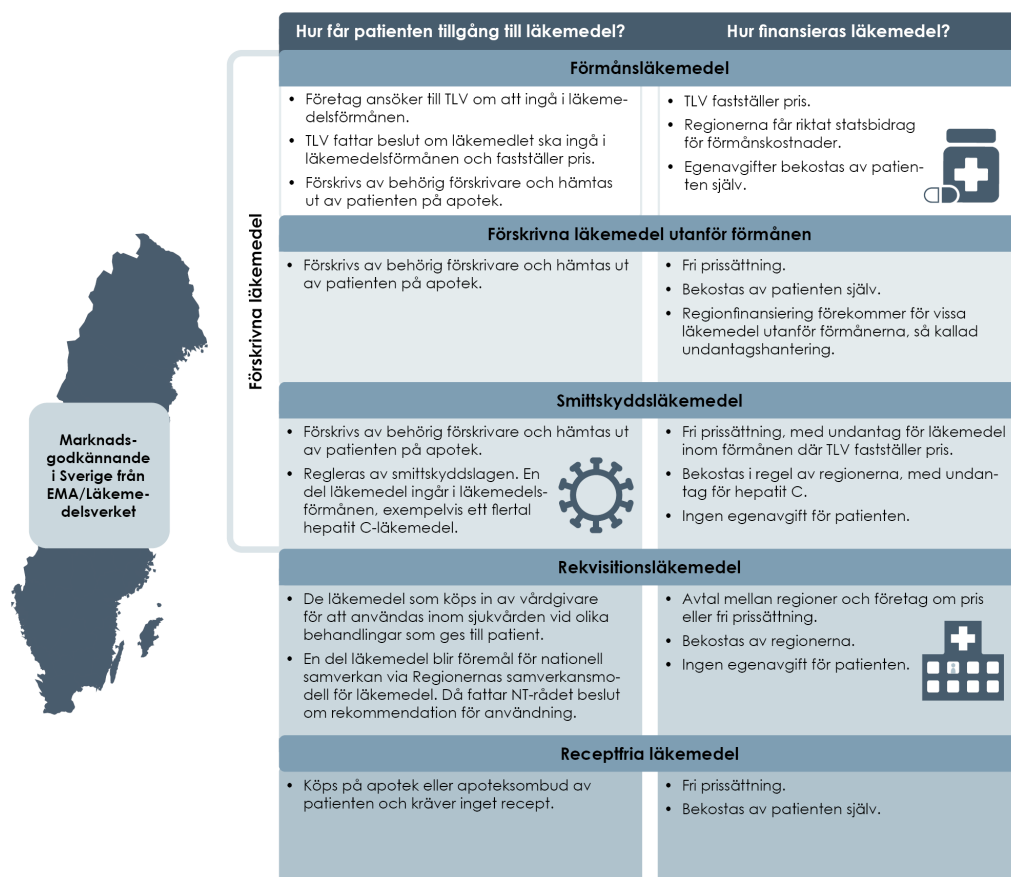 Hur får patienten tillgång till läkemedel?
Hur finansieras läkemedel?
Förskrivna läkemedel
Förmånsläkemedel
• Företag ansöker till TLV om att ingå i läkeme-
delsförmånen.
• TLV fattar beslut om läkemedlet ska ingå i
läkemedelsförmånen och fastställer pris.
• Förskrivs av behörig förskrivare och hämtas
ut av patienten på apotek.
• TLV fastställer pris.
• Regionerna får riktat statsbidrag
för förmånskostnader.
• Egenavgifter bekostas av patien-
ten själv.
Förskrivna läkemedel utanför förmånen
• Förskrivs av behörig förskrivare och hämtas ut
av patienten på apotek.
• Fri prissättning.
• Bekostas av patienten själv.
• Regionfinansiering förekommer för vissa
läkemedel utanför förmånerna, så kallad
undantagshantering.
Smittskyddsläkemedel
• Förskrivs av behörig förskrivare och hämtas ut
av patienten på apotek.
• Regleras av smittskyddslagen. En
del läkemedel ingår i läkemedels-
förmånen, exempelvis ett flertal
hepatit C-läkemedel.
• Fri prissättning, med undantag för läkemedel
inom förmånen där TLV fastställer pris.
• Bekostas i regel av regionerna, med undan-
tag för hepatit C.
• Ingen egenavgift för patienten.
Marknads-
godkännande
i Sverige från
EMA/Läkeme-
delsverket
Rekvisitionsläkemedel
• De läkemedel som köps in av vårdgivare
för att användas inom sjukvården vid olika
behandlingar som ges till patient.
• En del läkemedel blir föremål för nationell
samverkan via Regionernas samverkansmo-
dell för läkemedel. Då fattar NT-rådet beslut
om rekommendation för användning.
• Avtal mellan regioner och företag om pris
eller fri prissättning.
• Bekostas av regionerna.
• Ingen egenavgift för patienten.
Receptfria läkemedel
• Köps på apotek eller apoteksombud av
patienten och kräver inget recept.
• Fri prissättning.
• Bekostas av patienten själv.